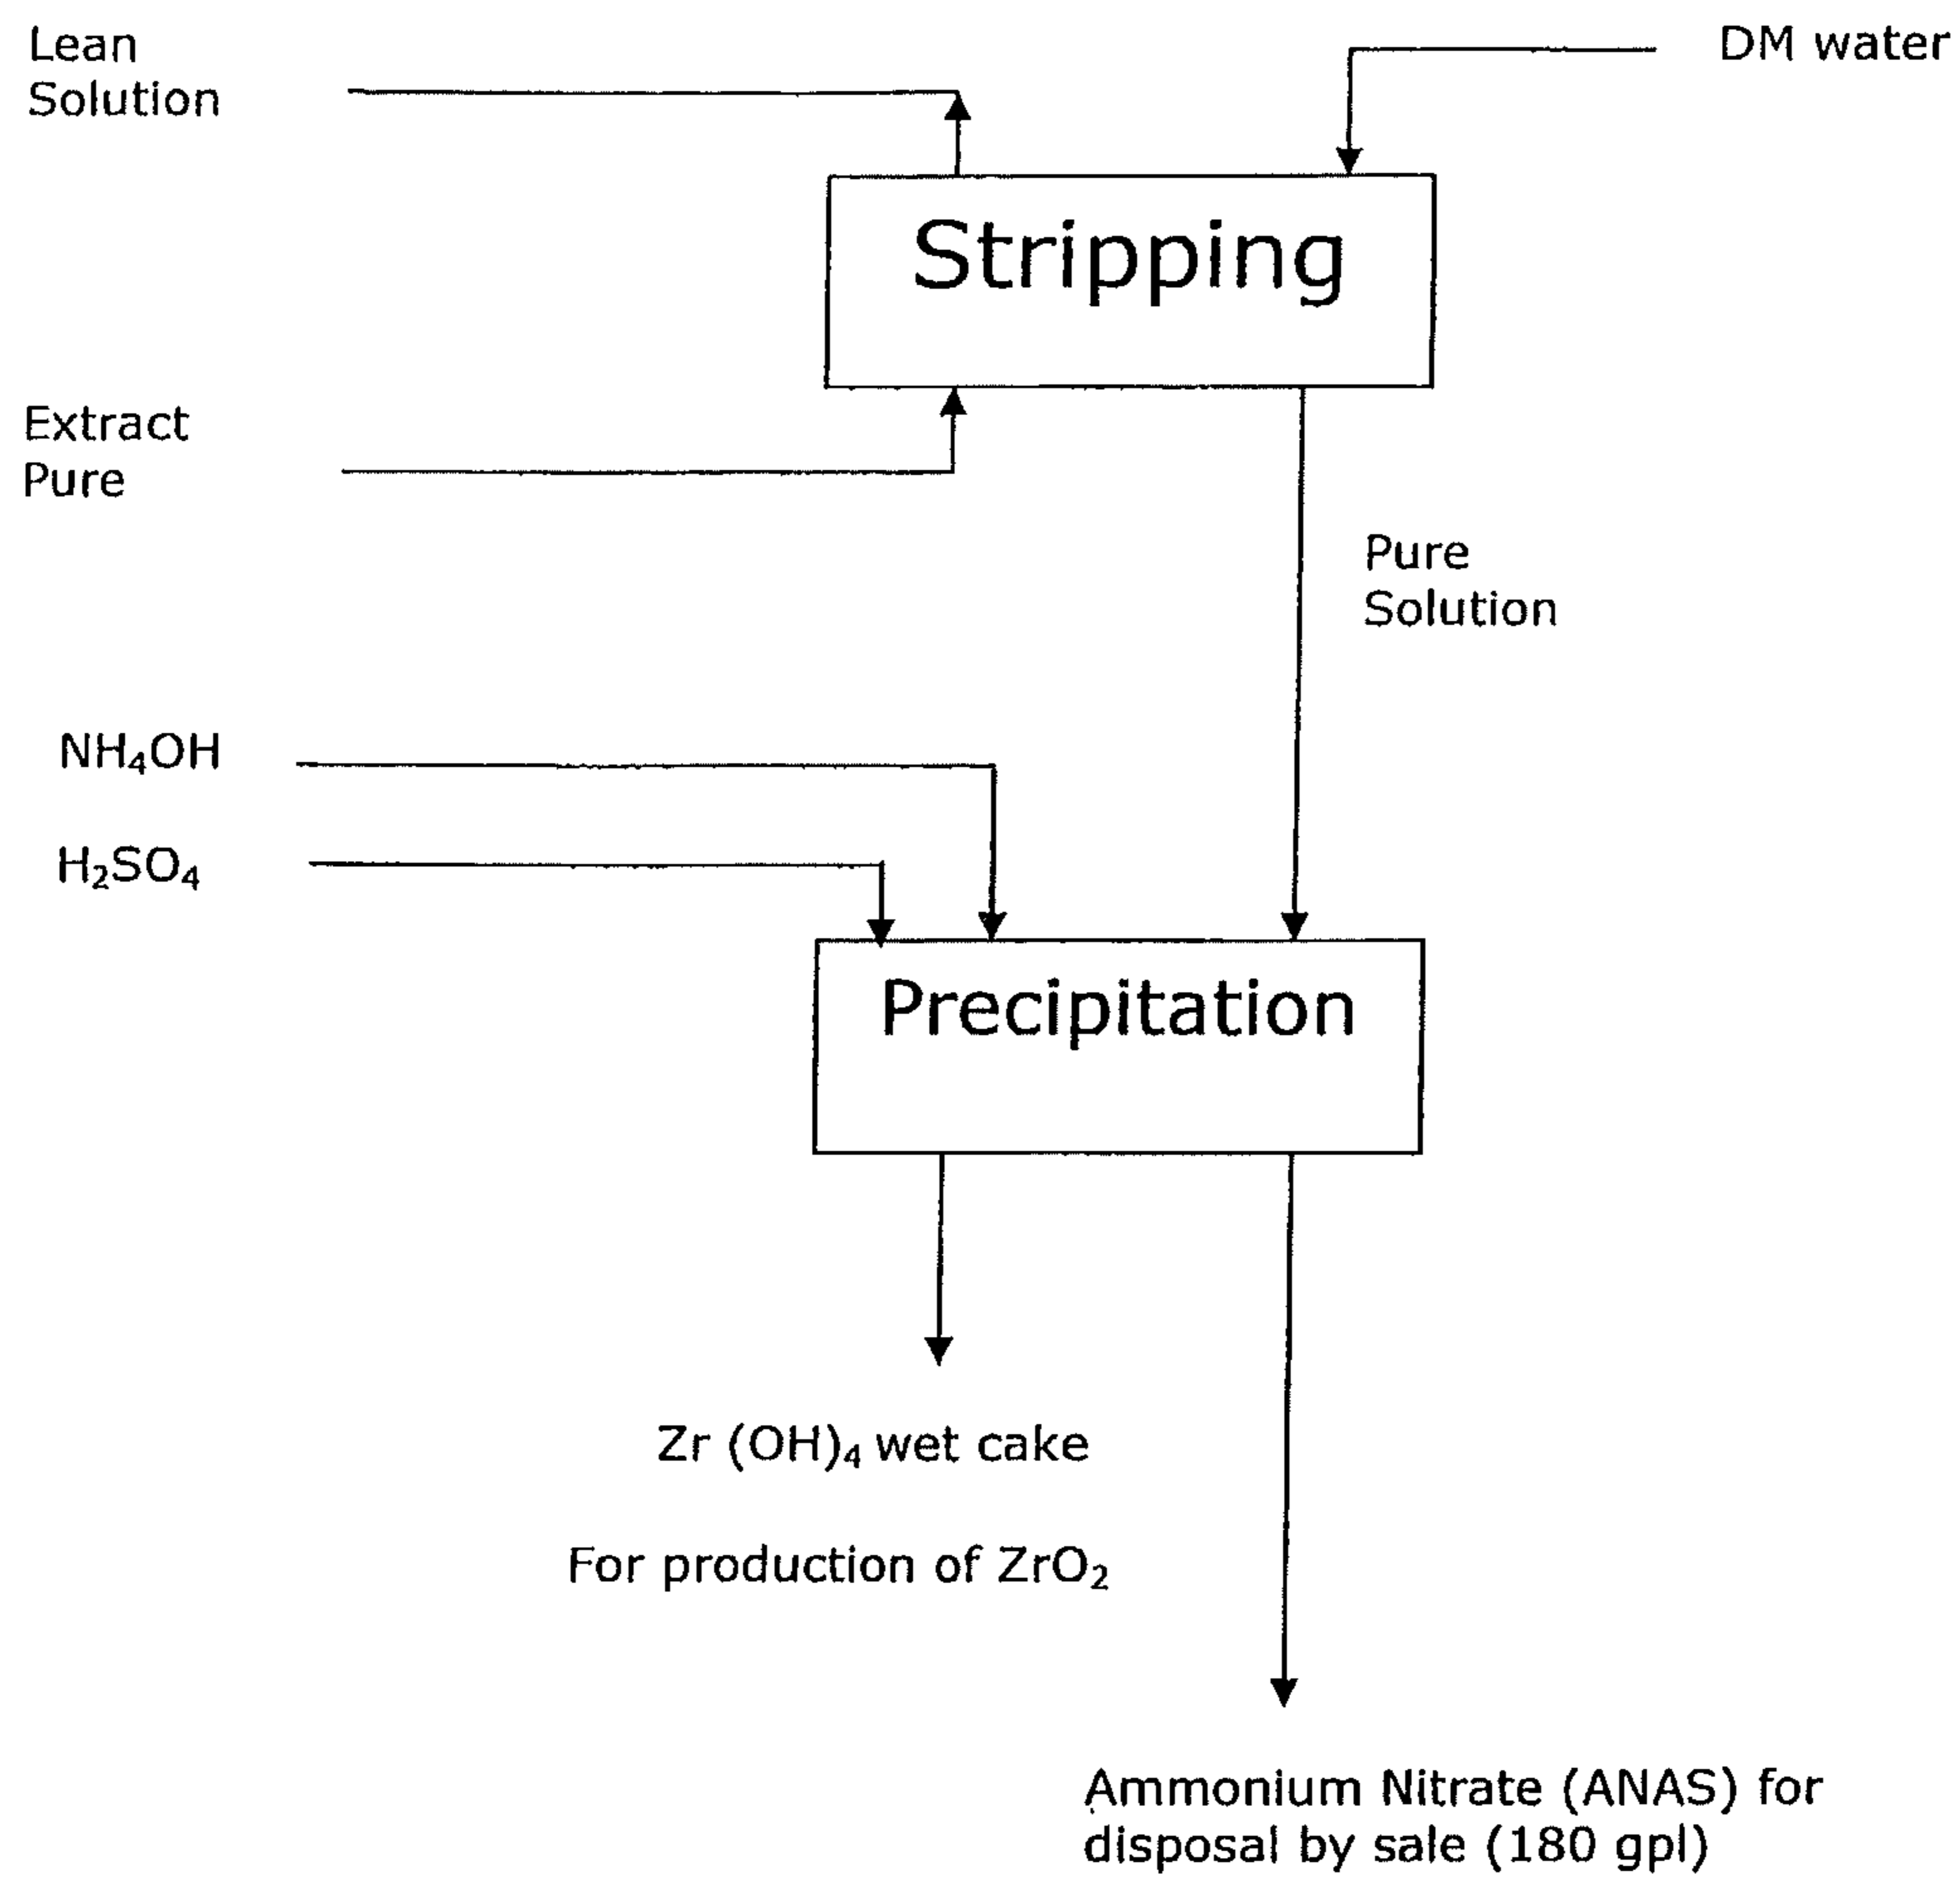 Lean
Solution
DM water
Stripping
Extract
Pure
Pure
Solution
NH₄OH
H₂SO₄
Precipitation
Zr (OH)₄ wet cake
For production of ZrO₂
Ammonium Nitrate (ANAS) for
disposal by sale (180 gpl)